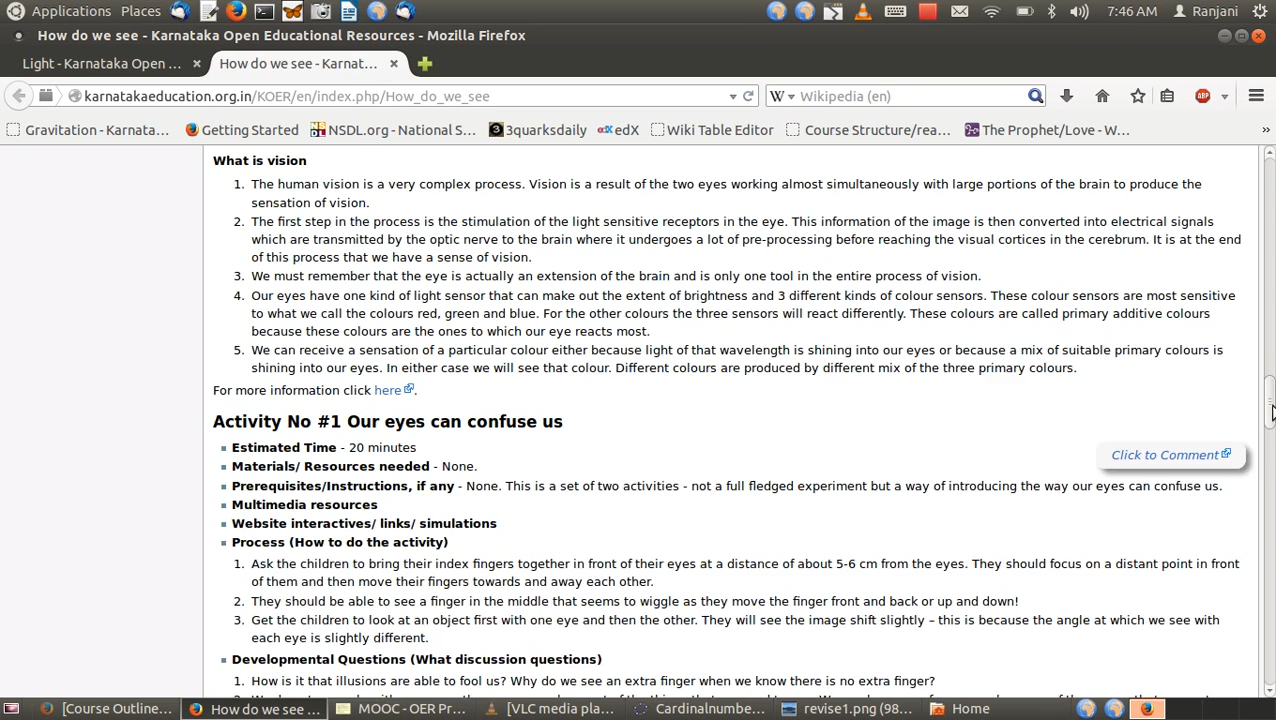 Applications Places 7:46 AM Ranjani
How do we see - Karnataka Open Educational Resources - Mozilla Firefox
Light - Karnataka Open ... How do we see - Karnat...
karnatakaeducation.org.in/KOER/en/index.php/How_do_we_see W Wikipedia (en) ABP
Gravitation - Karnata... Getting Started NSDL.org - National S... 3 3quarksdaily edX edX Wiki Table Editor Course Structure/rea... The Prophet/Love - W... »
What is vision
1. The human vision is a very complex process. Vision is a result of the two eyes working almost simultaneously with large portions of the brain to produce the
sensation of vision.
2. The first step in the process is the stimulation of the light sensitive receptors in the eye. This information of the image is then converted into electrical signals
which are transmitted by the optic nerve to the brain where it undergoes a lot of pre-processing before reaching the visual cortices in the cerebrum. It is at the end
of this process that we have a sense of vision.
3. We must remember that the eye is actually an extension of the brain and is only one tool in the entire process of vision.
4. Our eyes have one kind of light sensor that can make out the extent of brightness and 3 different kinds of colour sensors. These colour sensors are most sensitive
to what we call the colours red, green and blue. For the other colours the three sensors will react differently. These colours are called primary additive colours
because these colours are the ones to which our eye reacts most.
5. We can receive a sensation of a particular colour either because light of that wavelength is shining into our eyes or because a mix of suitable primary colours is
shining into our eyes. In either case we will see that colour. Different colours are produced by different mix of the three primary colours.
For more information click here.
Activity No #1 Our eyes can confuse us
Estimated Time - 20 minutes
Click to Comment
Materials/ Resources needed - None.
Prerequisites/Instructions, if any - None. This is a set of two activities - not a full fledged experiment but a way of introducing the way our eyes can confuse us.
Multimedia resources
Website interactives/ links/ simulations
Process (How to do the activity)
1. Ask the children to bring their index fingers together in front of their eyes at a distance of about 5-6 cm from the eyes. They should focus on a distant point in front
of them and then move their fingers towards and away each other.
2. They should be able to see a finger in the middle that seems to wiggle as they move the finger front and back or up and down!
3. Get the children to look at an object first with one eye and then the other. They will see the image shift slightly – this is because the angle at which we see with
each eye is slightly different.
Developmental Questions (What discussion questions)
1. How is it that illusions are able to fool us? Why do we see an extra finger when we know there is no extra finger?
[Course Outline... How do we see ... MOOC - OER Pr... [VLC media pla... Cardinalnumbe... revise1.png (98... Home